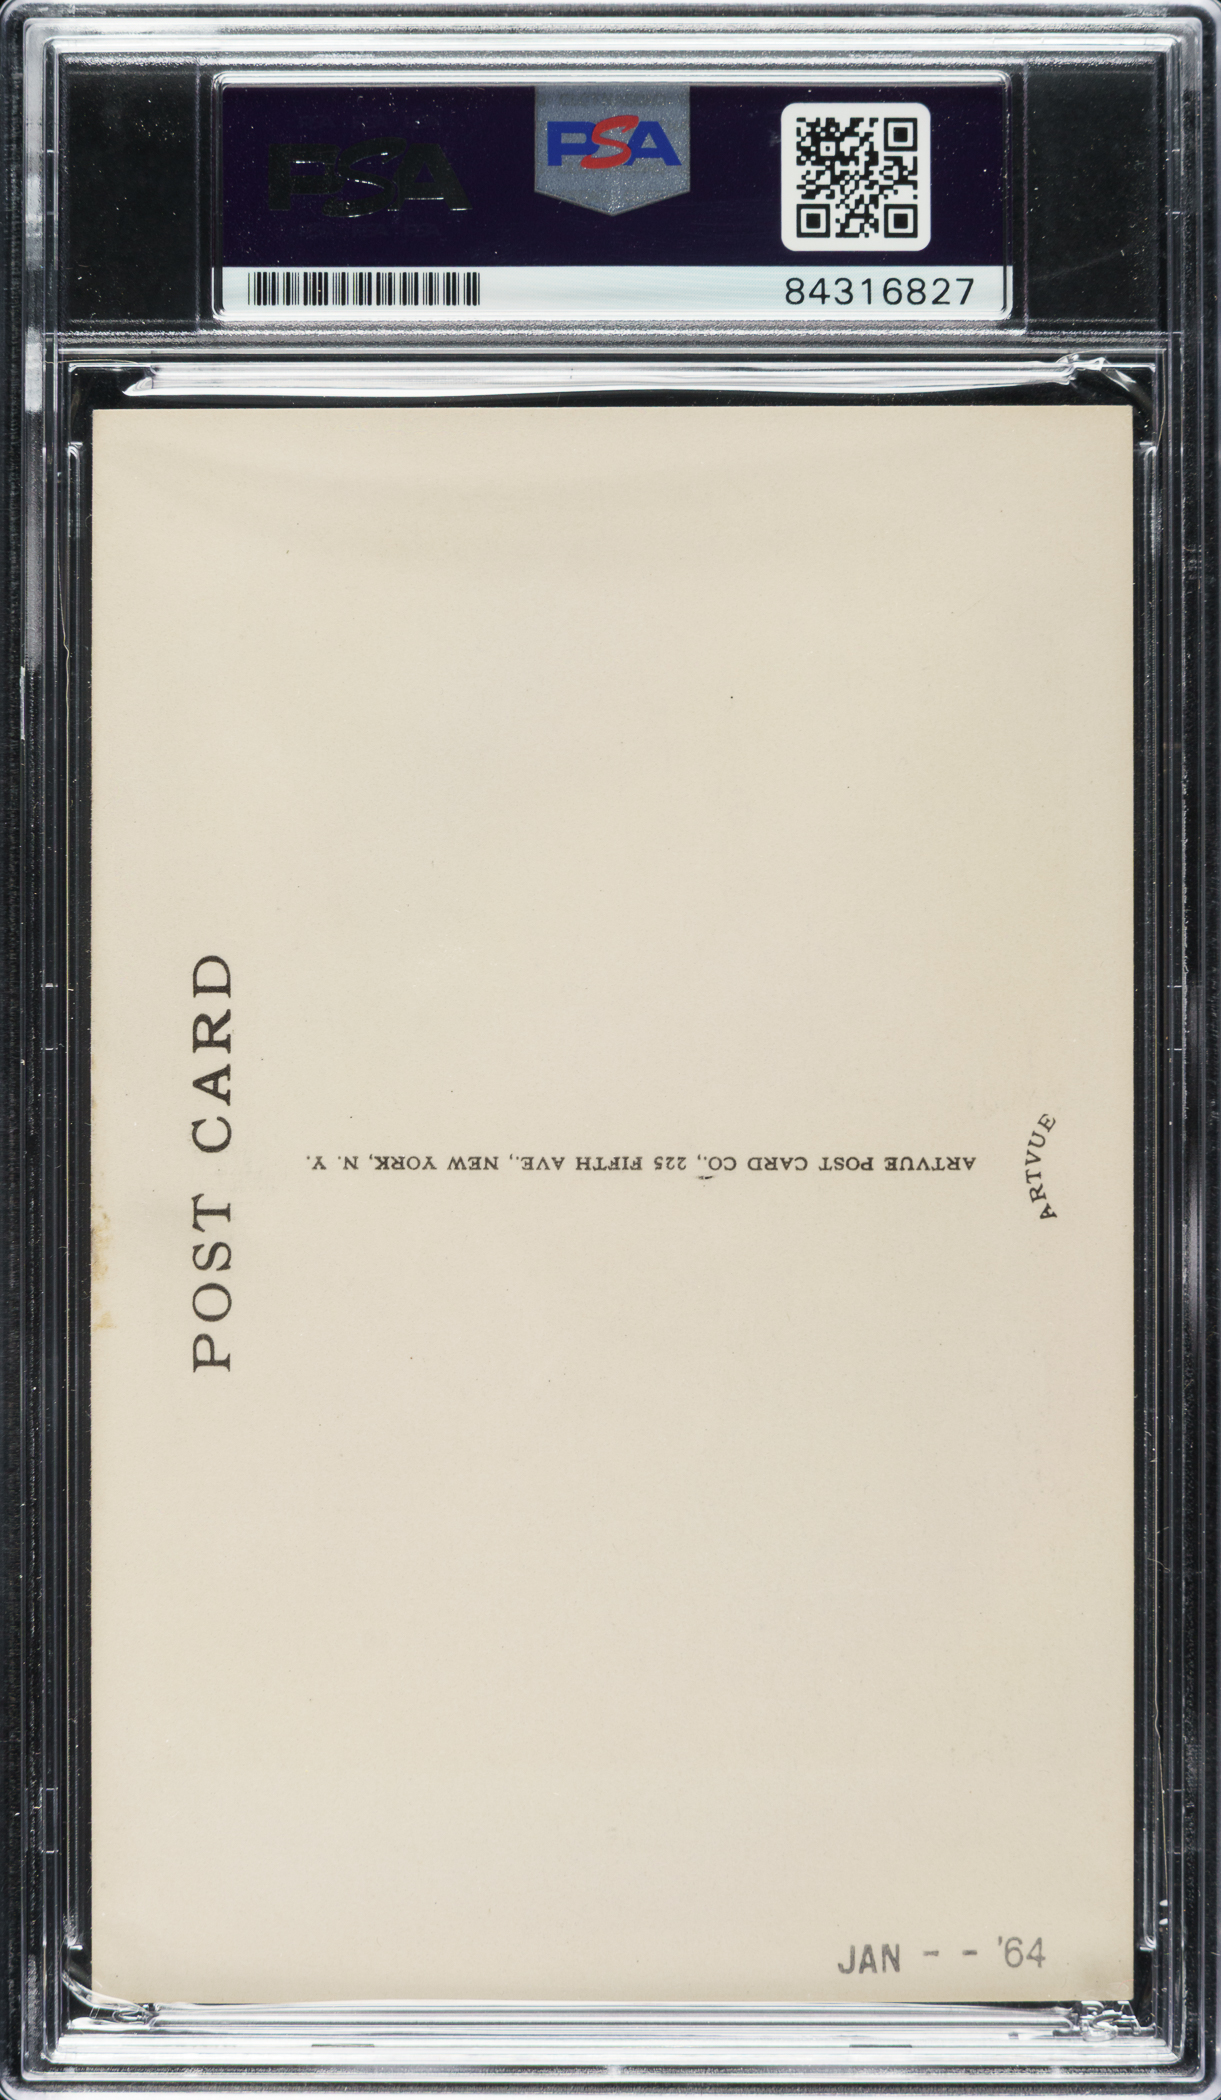 PSA
PSA
84316827
POST CARD
ARTVUE POST CARD CO., 225 FIFTH AVE., NEW YORK, N. Y.
ARTVUE
JAN - - '64